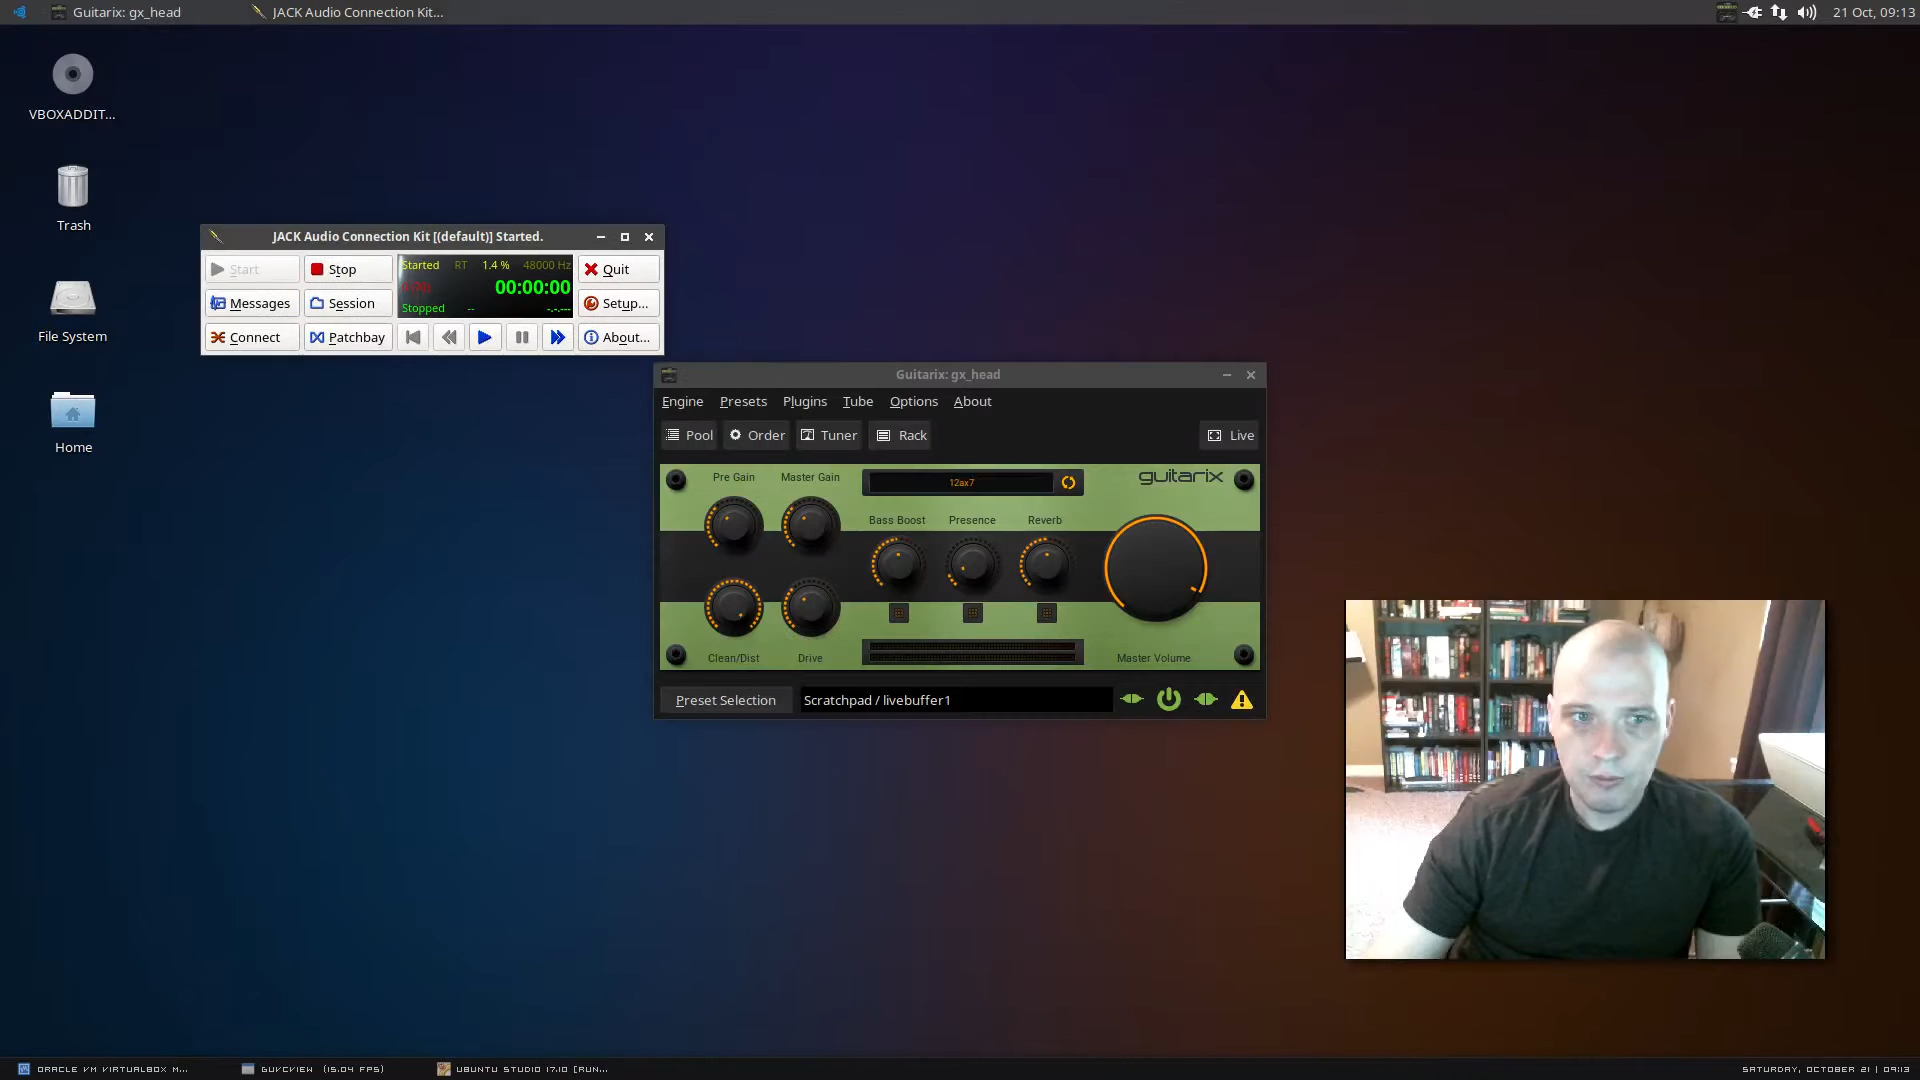 Guitarix: gx_head
JACK Audio Connection Kit...
21 Oct, 09:13
VBOXADDIT...
Trash
File System
Home
JACK Audio Connection Kit [(default)] Started.
Start
Stop
Started RT 1.4 % 48000 Hz
00:00:00
Stopped -- -.-.---
Quit
Messages
Session
Setup...
Connect
Patchbay
About...
Guitarix: gx_head
Engine Presets Plugins Tube Options About
Pool Order Tuner Rack Live
Pre Gain Master Gain
12ax7
guitarix
Bass Boost Presence Reverb
Clean/Dist Drive
Master Volume
Preset Selection
Scratchpad / livebuffer1
ORACLE VM VIRTUALBOX M...
GUVCVIEW (15.04 FPS)
UBUNTU STUDIO 17.10 [RUN...
SATURDAY, OCTOBER 21 | 09:13